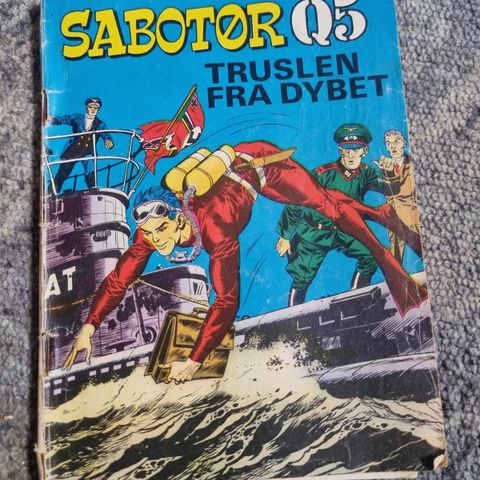 SABOTØR Q5
TRUSLEN
FRA DYBET
AT